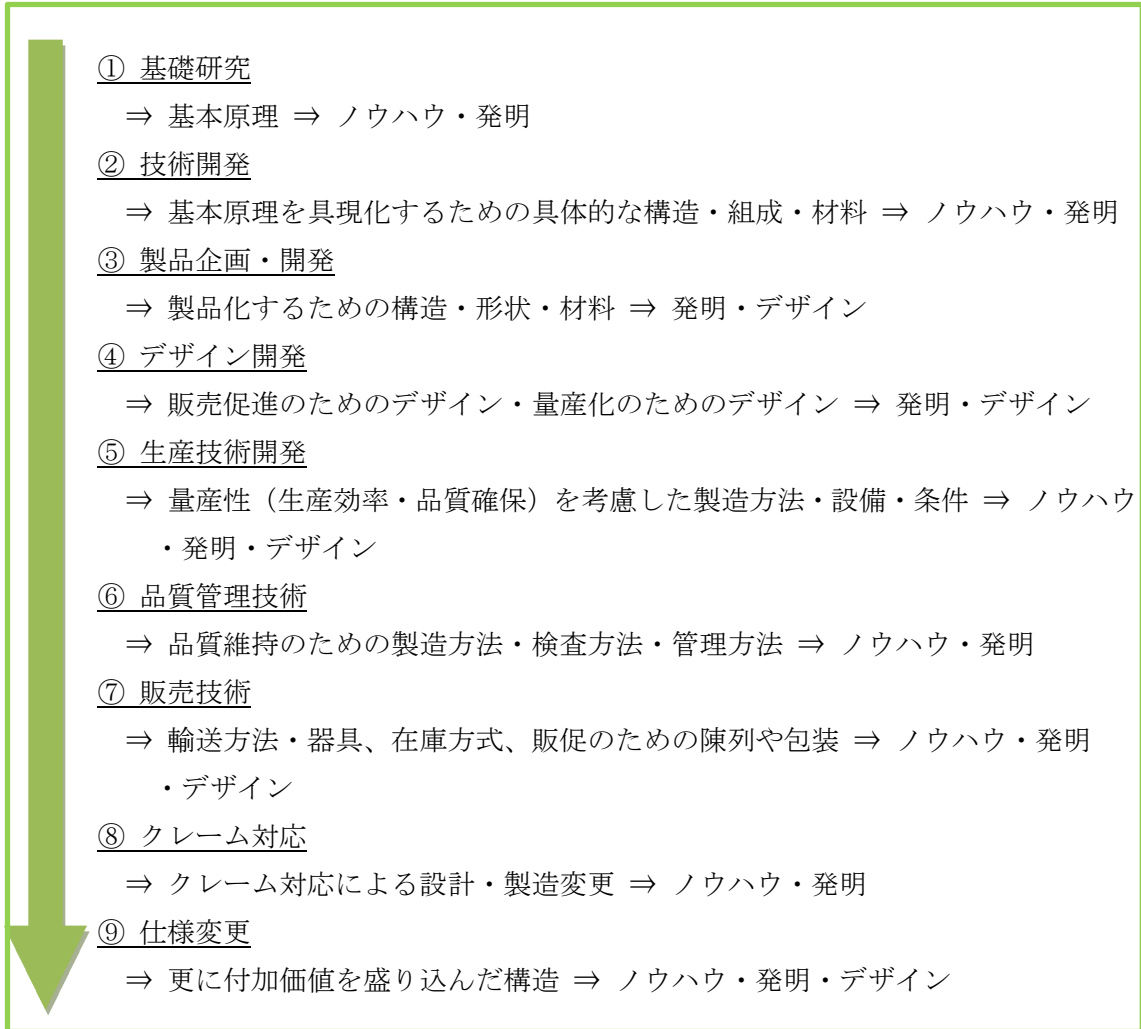 ① 基礎研究
⇒ 基本原理 ⇒ ノウハウ・発明
② 技術開発
⇒ 基本原理を具現化するための具体的な構造・組成・材料 ⇒ ノウハウ・発明
③ 製品企画・開発
⇒ 製品化するための構造・形状・材料 ⇒ 発明・デザイン
④ デザイン開発
⇒ 販売促進のためのデザイン・量産化のためのデザイン ⇒ 発明・デザイン
⑤ 生産技術開発
⇒ 量産性（生産効率・品質確保）を考慮した製造方法・設備・条件 ⇒ ノウハウ
・発明・デザイン
⑥ 品質管理技術
⇒ 品質維持のための製造方法・検査方法・管理方法 ⇒ ノウハウ・発明
⑦ 販売技術
⇒ 輸送方法・器具、在庫方式、販促のための陳列や包装 ⇒ ノウハウ・発明
・デザイン
⑧ クレーム対応
⇒ クレーム対応による設計・製造変更 ⇒ ノウハウ・発明
⑨ 仕様変更
⇒ 更に付加価値を盛り込んだ構造 ⇒ ノウハウ・発明・デザイン